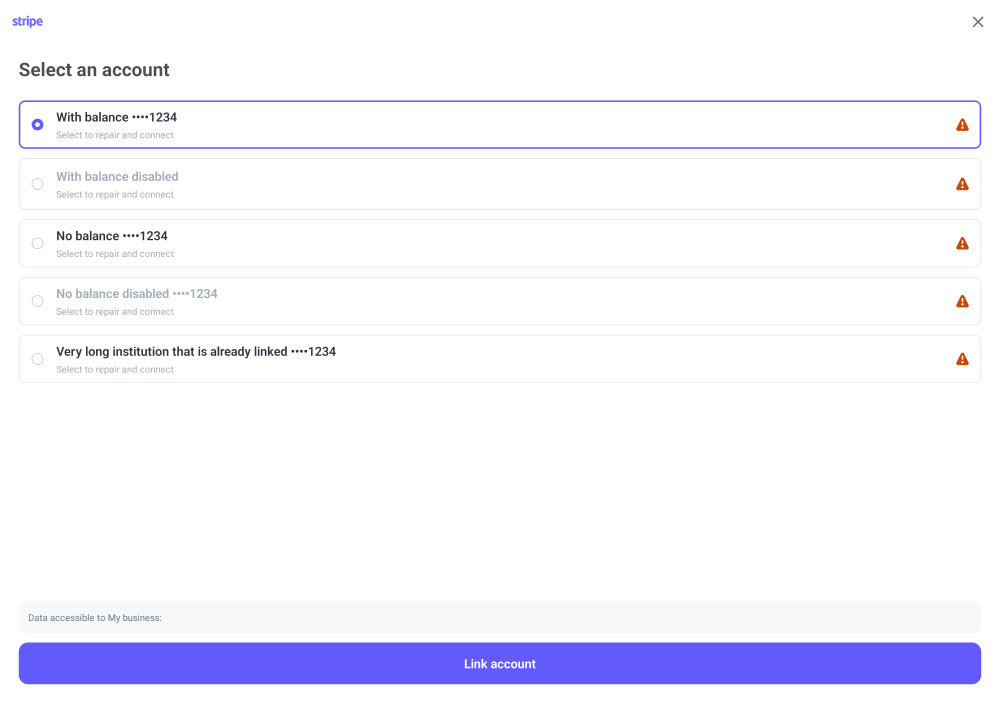 stripe
Select an account
With balance ••••1234
Select to repair and connect
With balance disabled
Select to repair and connect
No balance ••••1234
Select to repair and connect
No balance disabled ••••1234
Select to repair and connect
Very long institution that is already linked ••••1234
Select to repair and connect
Data accessible to My business:
Link account